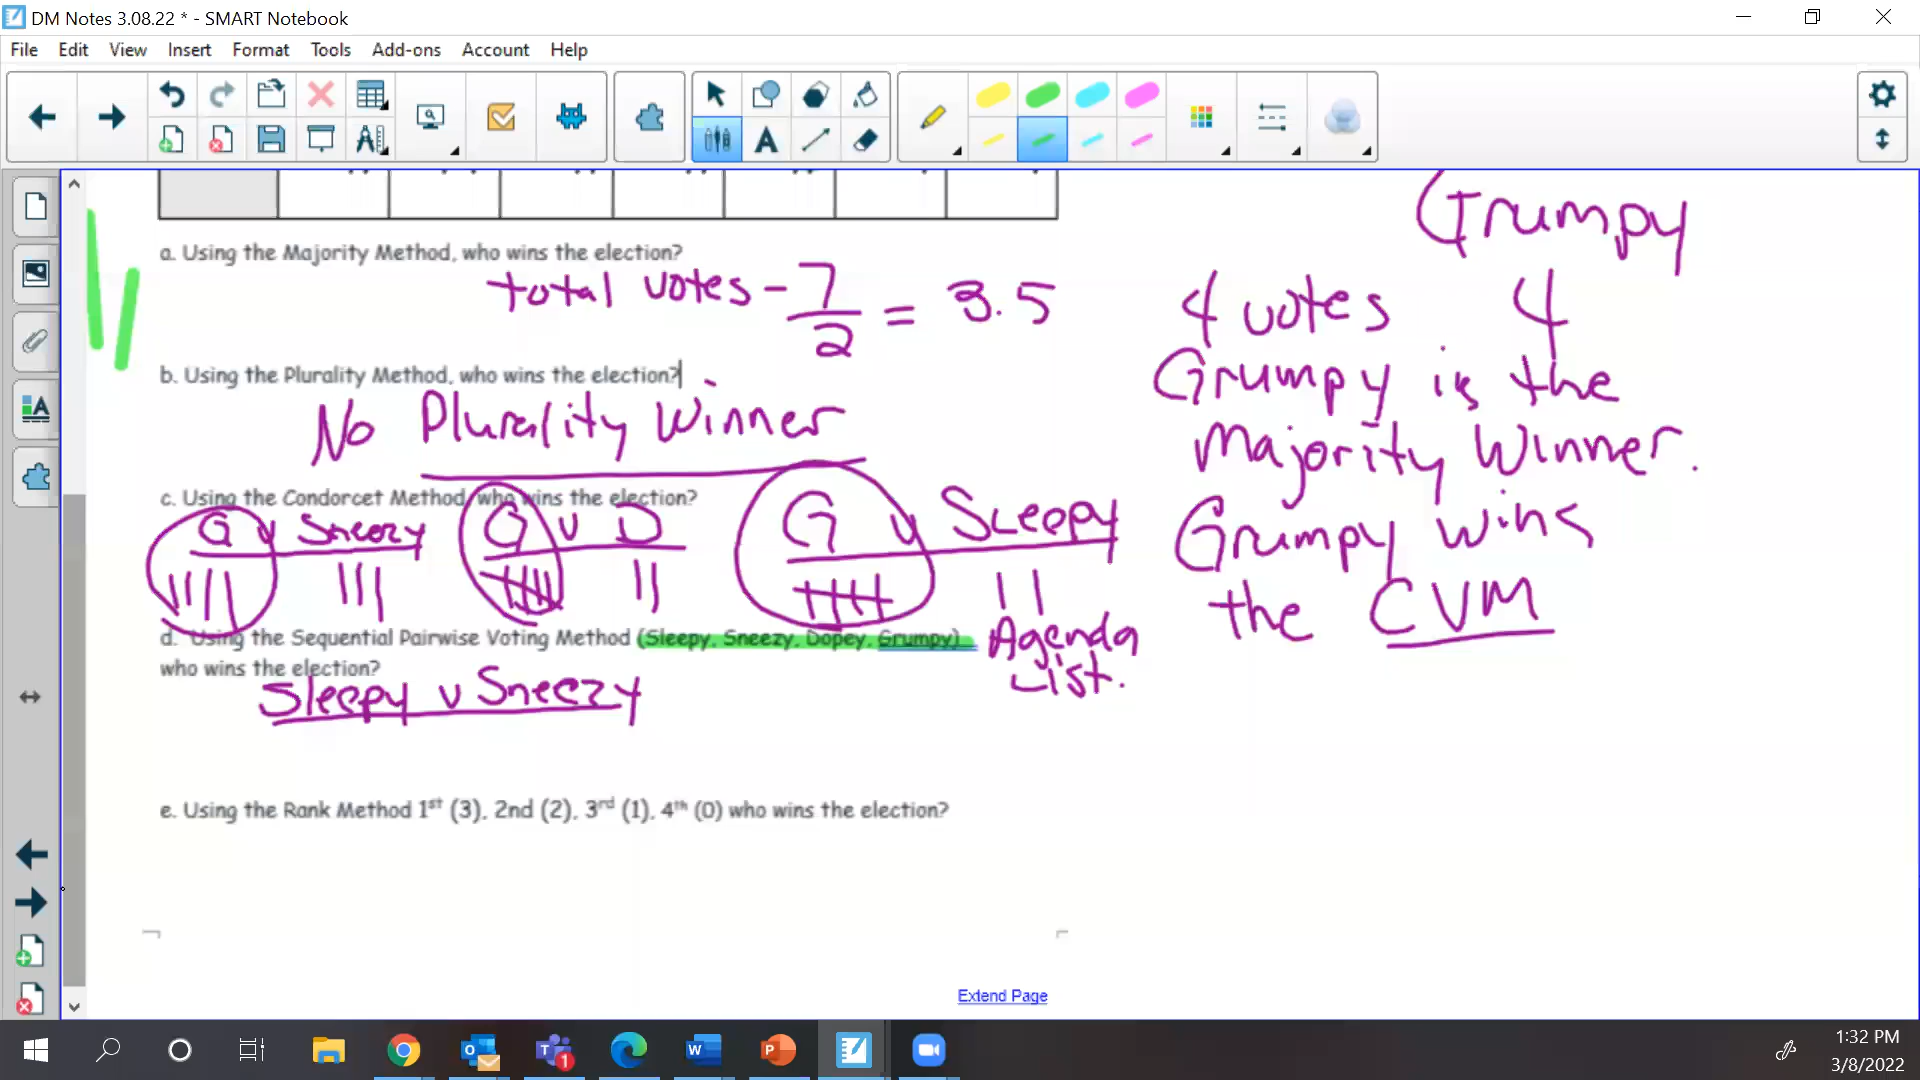 DM Notes 3.08.22 * - SMART Notebook
File Edit View Insert Format Tools Add-ons Account Help
Grumpy
a. Using the Majority Method, who wins the election?
total votes - 7/2 = 3.5
4 votes 4
b. Using the Plurality Method, who wins the election?
Grumpy is the
No Plurality Winner
Majority Winner.
c. Using the Condorcet Method, who wins the election?
G v Sneezy G v D G v Sleepy
Grumpy wins
the CVM
d. Using the Sequential Pairwise Voting Method (Sleepy, Sneezy, Dopey, Grumpy)
Agenda
who wins the election?
List.
Sleepy v Sneezy
e. Using the Rank Method 1st (3), 2nd (2), 3rd (1), 4th (0) who wins the election?
Extend Page
1:32 PM
3/8/2022